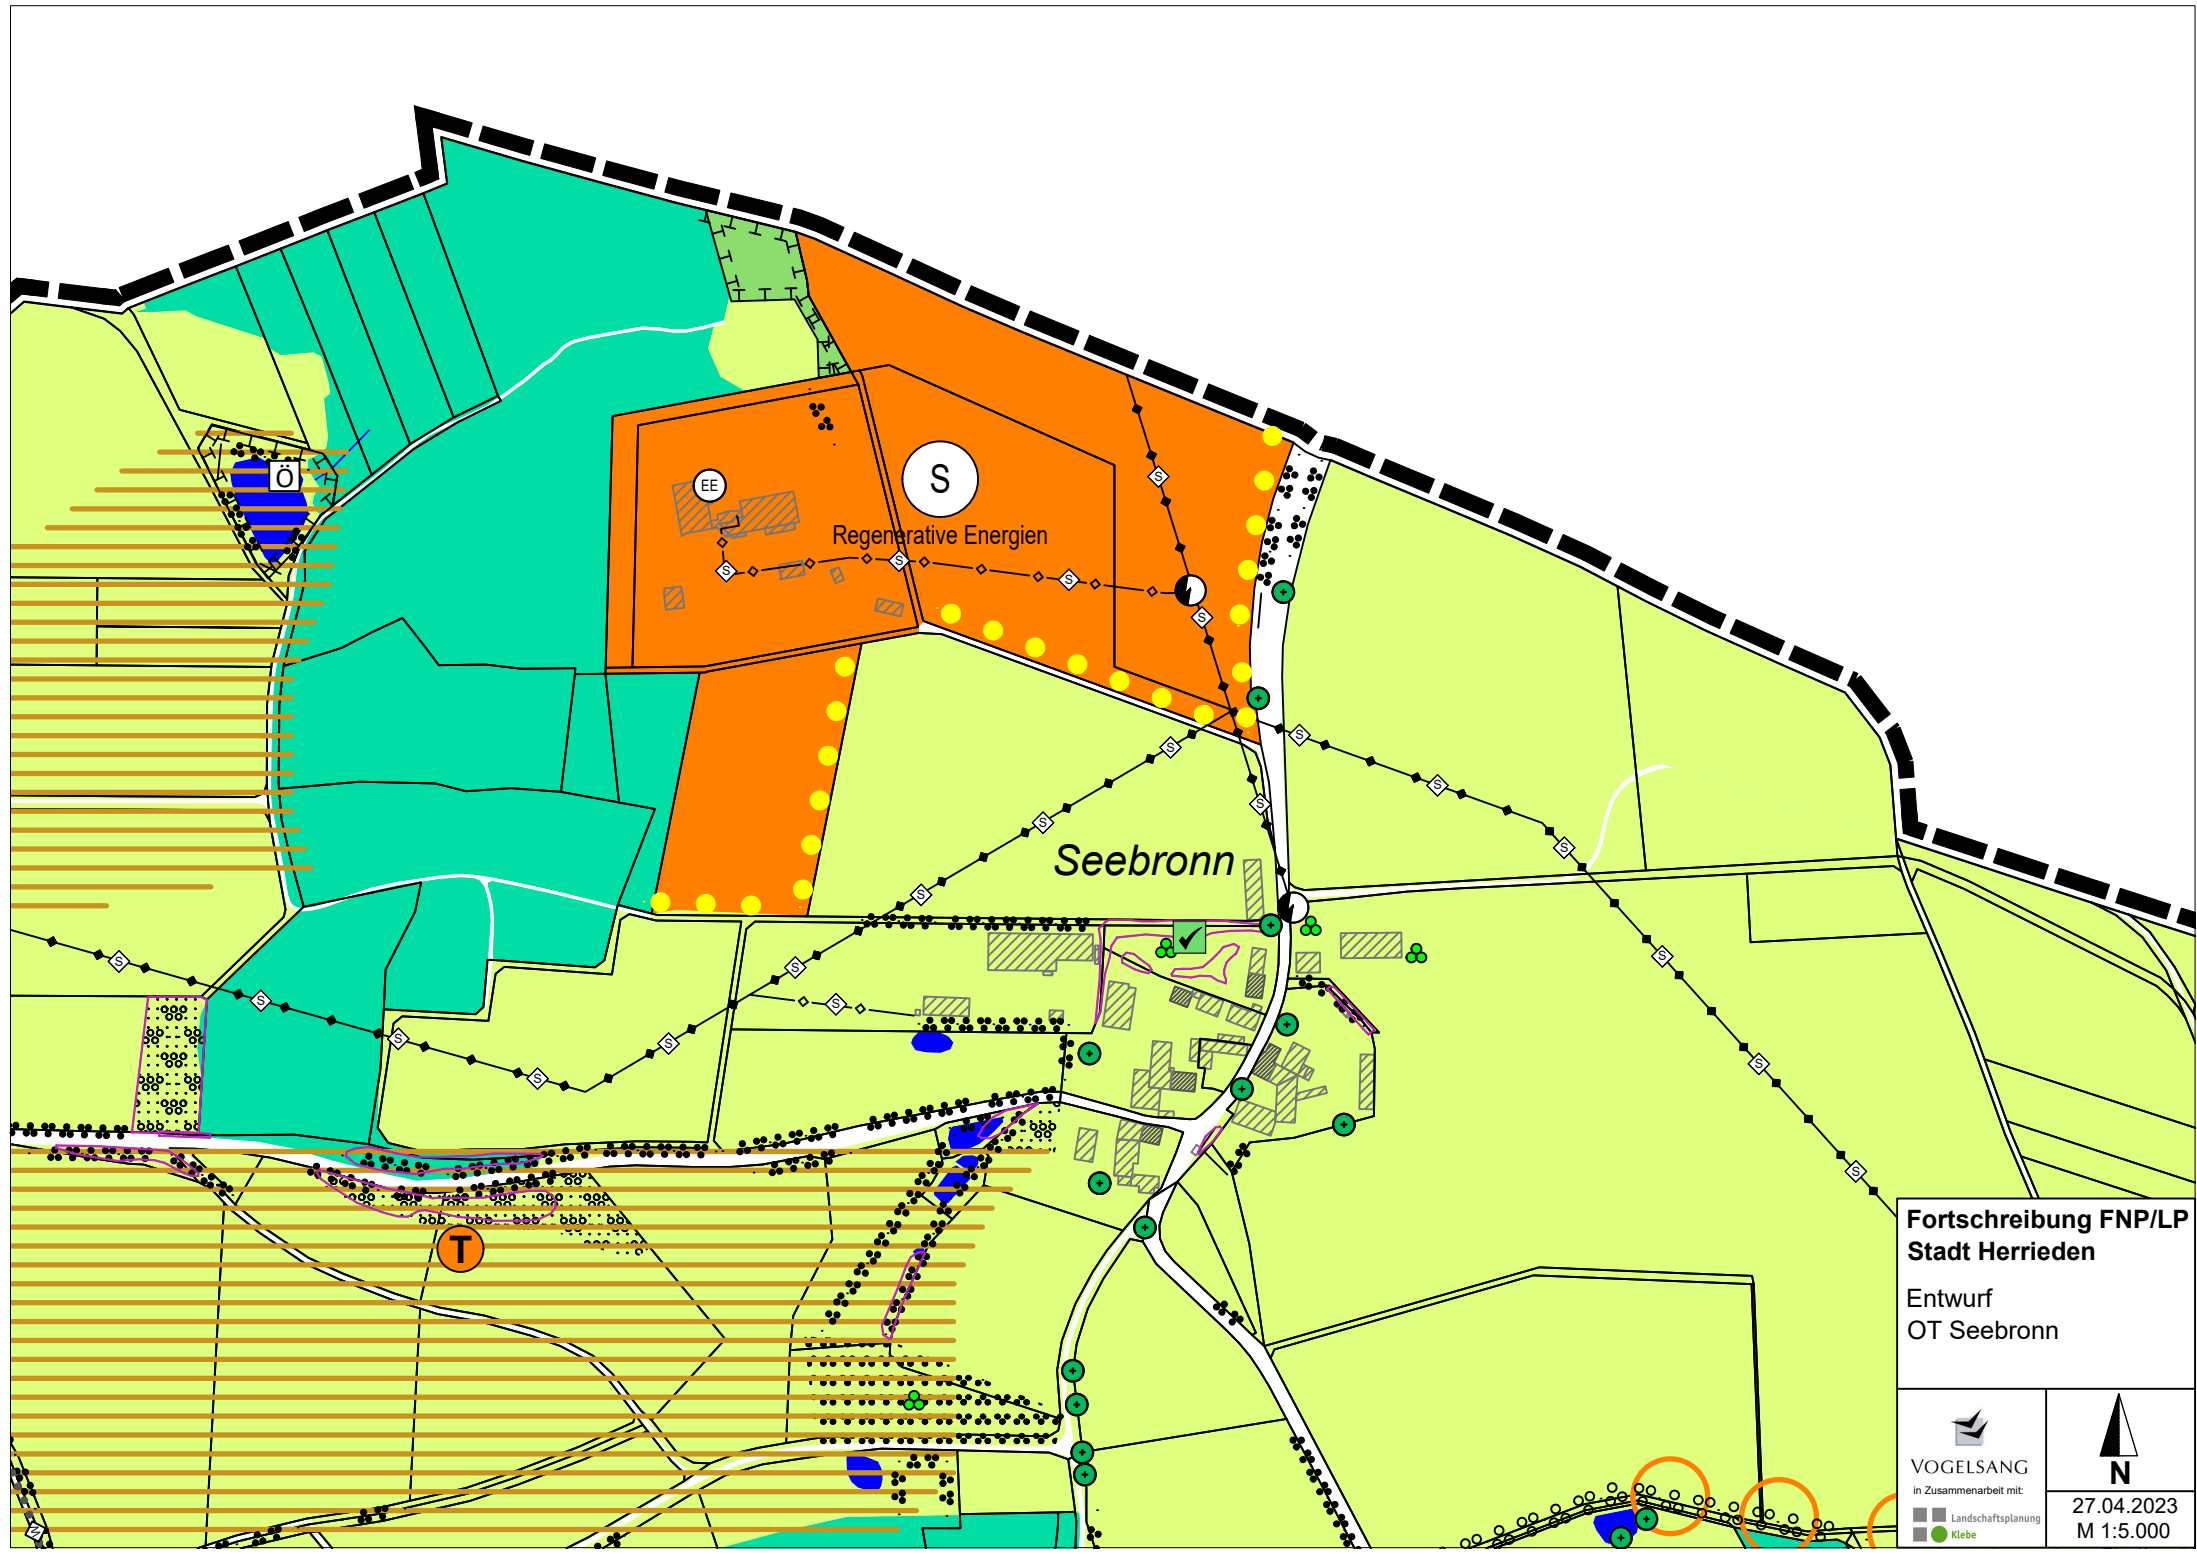 Ö
EE
S
Regenerative Energien
S
S
S
S
S
S
S
S
S
S
S
S
Seebronn
S
S
S
S
S
S
S
S
S
S
T
M
Fortschreibung FNP/LP
Stadt Herrieden
Entwurf
OT Seebronn
VOGELSANG
in Zusammenarbeit mit:
Landschaftsplanung
Klebe
N
27.04.2023
M 1:5.000